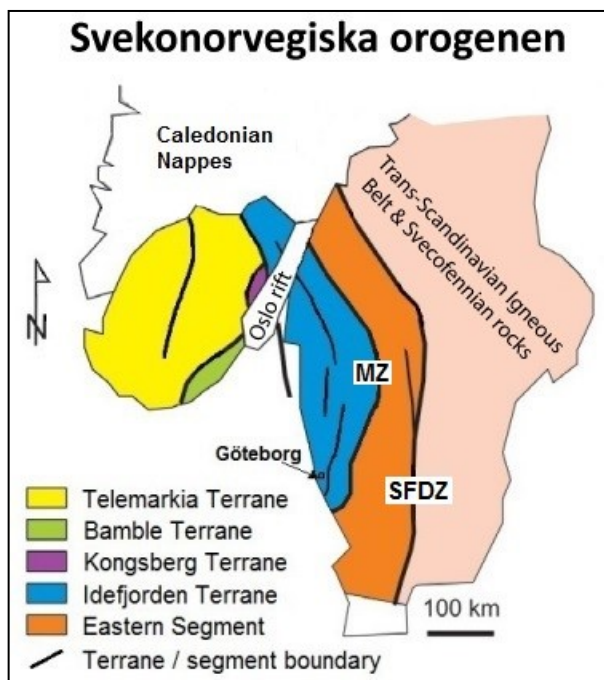 Svekonorvegiska orogenen
Caledonian
Nappes
Trans-Scandinavian Igneous
Belt & Svecofennian rocks
N
Oslo rift
MZ
Göteborg
SFDZ
Telemarkia Terrane
Bamble Terrane
Kongsberg Terrane
Idefjorden Terrane
Eastern Segment
Terrane / segment boundary
100 km